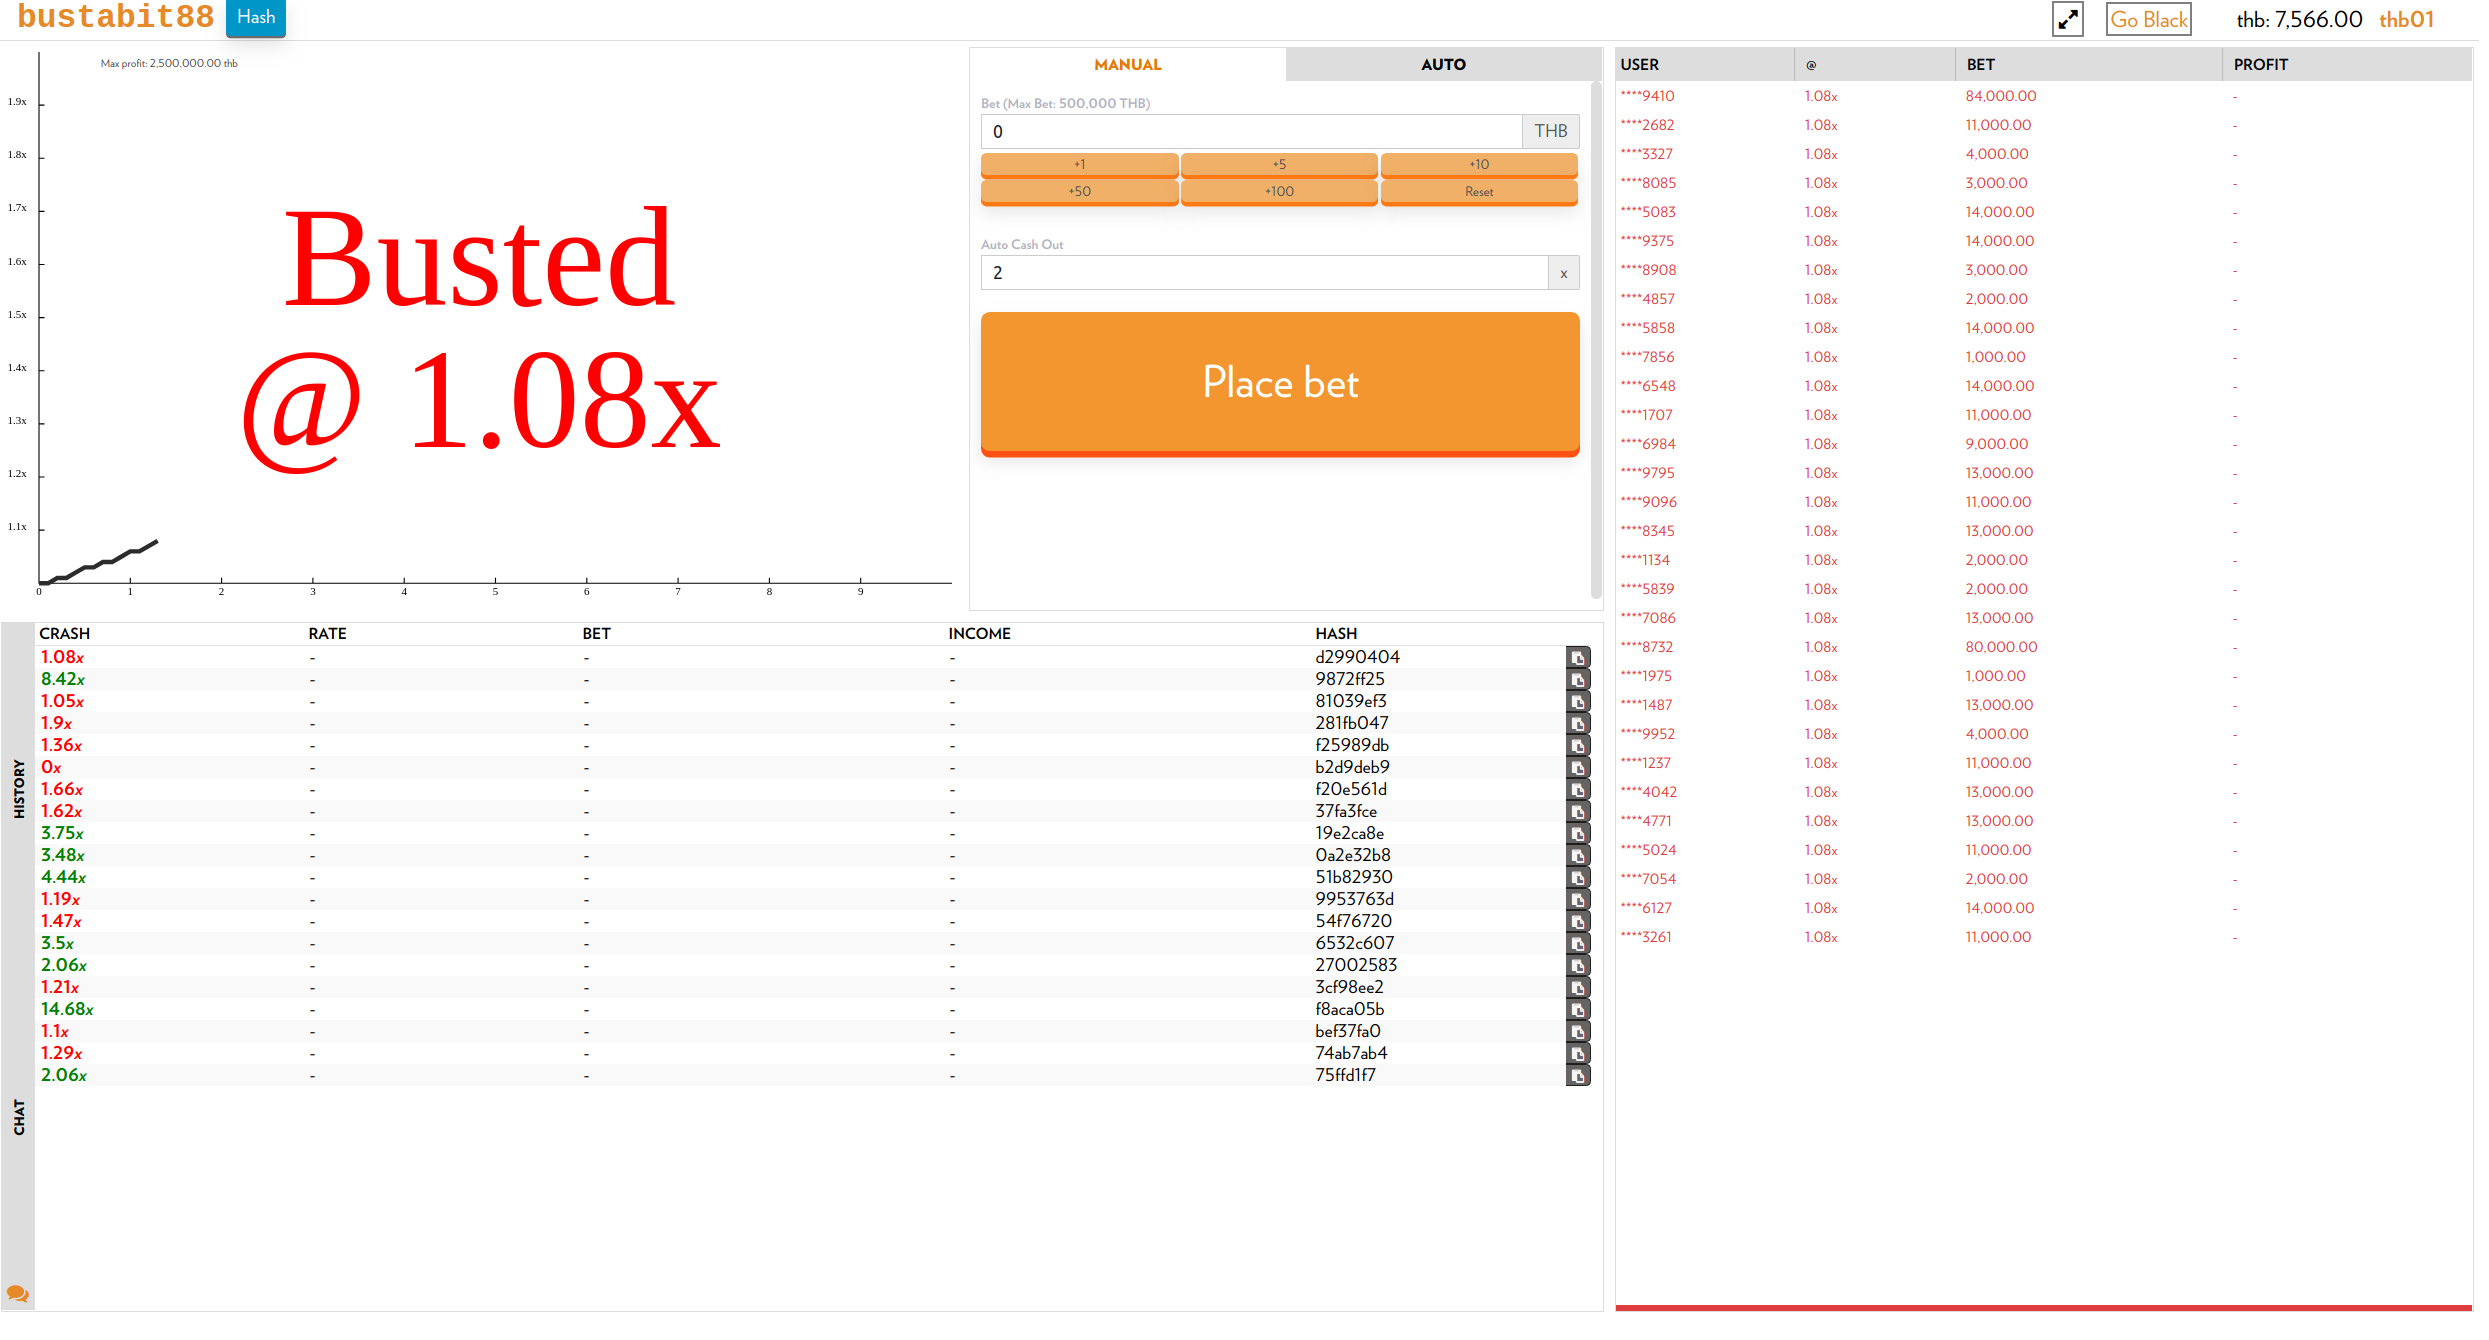 bustabit88 Hash Go Black thb: 7,566.00 thb01
Max profit: 2,500,000.00 thb
1.9x
1.8x
1.7x
1.6x
1.5x
1.4x
1.3x
1.2x
1.1x
Busted
@ 1.08x
0 1 2 3 4 5 6 7 8 9
MANUAL AUTO
Bet (Max Bet: 500,000 THB)
0 THB
+1 +5 +10
+50 +100 Reset
Auto Cash Out
2 x
Place bet
HISTORY
CHAT
CRASH RATE BET INCOME HASH
1.08x - - - d2990404
8.42x - - - 9872ff25
1.05x - - - 81039ef3
1.9x - - - 281fb047
1.36x - - - f25989db
0x - - - b2d9deb9
1.66x - - - f20e561d
1.62x - - - 37fa3fce
3.75x - - - 19e2ca8e
3.48x - - - 0a2e32b8
4.44x - - - 51b82930
1.19x - - - 9953763d
1.47x - - - 54f76720
3.5x - - - 6532c607
2.06x - - - 27002583
1.21x - - - 3cf98ee2
14.68x - - - f8aca05b
1.1x - - - bef37fa0
1.29x - - - 74ab7ab4
2.06x - - - 75ffd1f7
USER @ BET PROFIT
****9410 1.08x 84,000.00 -
****2682 1.08x 11,000.00 -
****3327 1.08x 4,000.00 -
****8085 1.08x 3,000.00 -
****5083 1.08x 14,000.00 -
****9375 1.08x 14,000.00 -
****8908 1.08x 3,000.00 -
****4857 1.08x 2,000.00 -
****5858 1.08x 14,000.00 -
****7856 1.08x 1,000.00 -
****6548 1.08x 14,000.00 -
****1707 1.08x 11,000.00 -
****6984 1.08x 9,000.00 -
****9795 1.08x 13,000.00 -
****9096 1.08x 11,000.00 -
****8345 1.08x 13,000.00 -
****1134 1.08x 2,000.00 -
****5839 1.08x 2,000.00 -
****7086 1.08x 13,000.00 -
****8732 1.08x 80,000.00 -
****1975 1.08x 1,000.00 -
****1487 1.08x 13,000.00 -
****9952 1.08x 4,000.00 -
****1237 1.08x 11,000.00 -
****4042 1.08x 13,000.00 -
****4771 1.08x 13,000.00 -
****5024 1.08x 11,000.00 -
****7054 1.08x 2,000.00 -
****6127 1.08x 14,000.00 -
****3261 1.08x 11,000.00 -